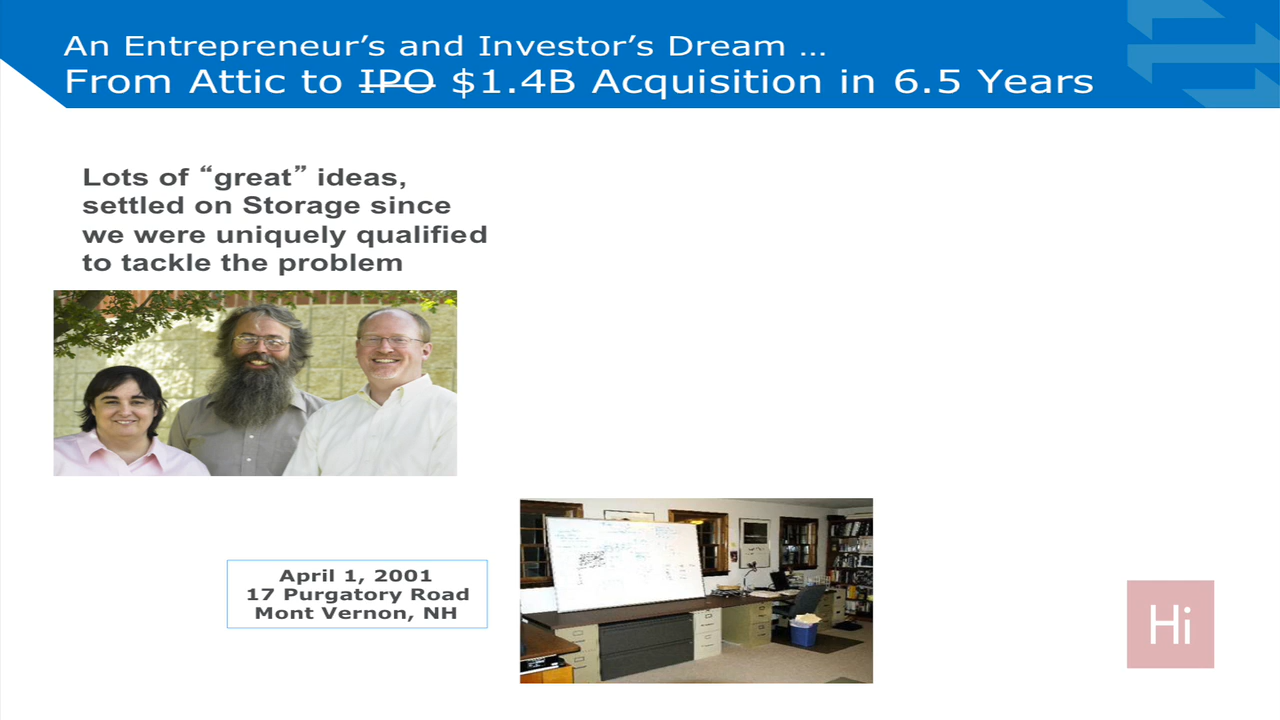 An Entrepreneur’s and Investor’s Dream …
From Attic to IPO $1.4B Acquisition in 6.5 Years
Lots of “great” ideas,
settled on Storage since
we were uniquely qualified
to tackle the problem
April 1, 2001
17 Purgatory Road
Mont Vernon, NH
Hi